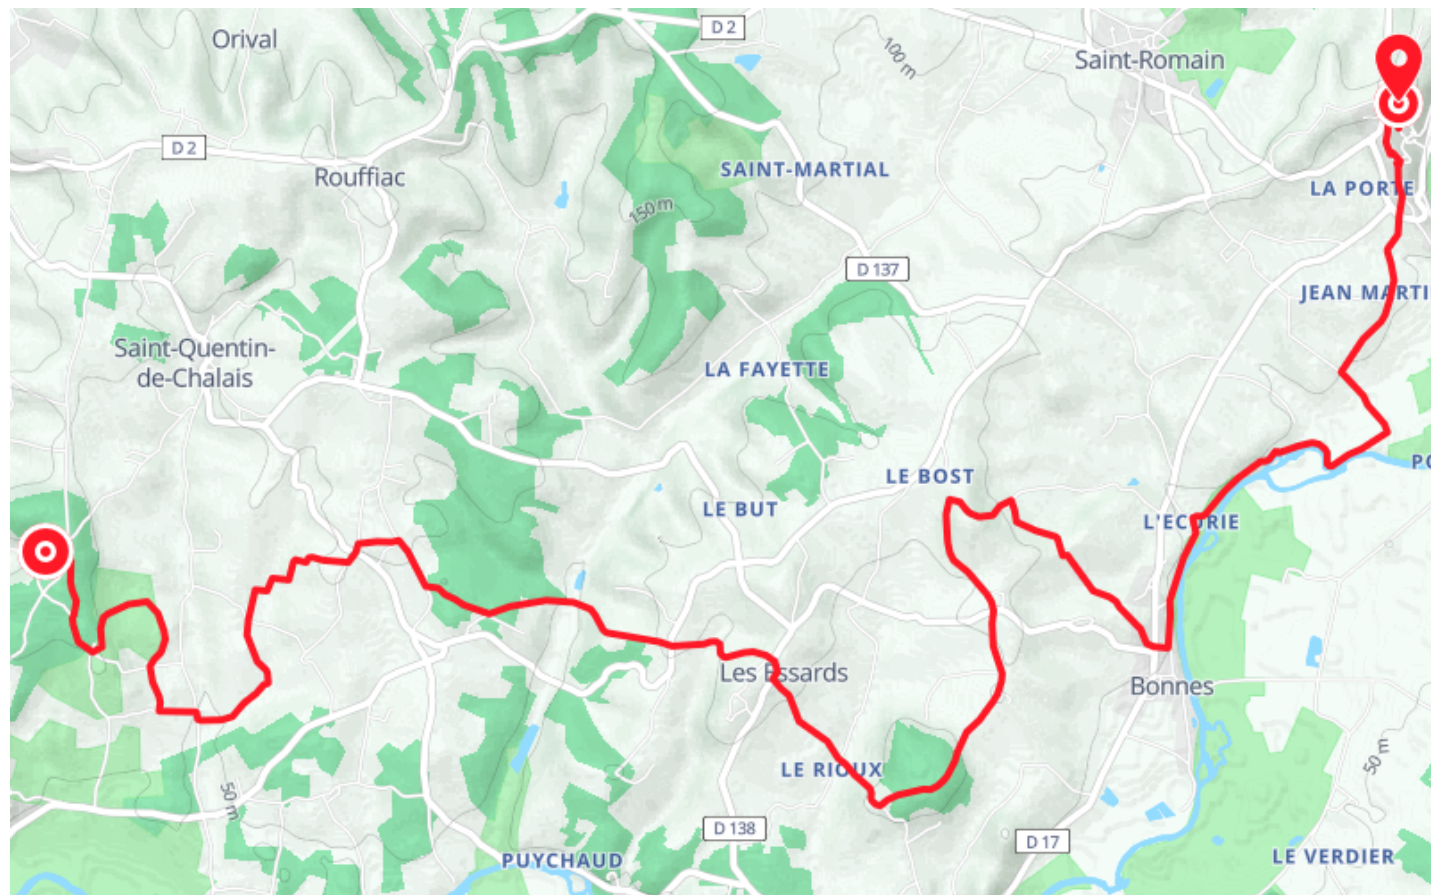 D 2
Orival
100 m
Saint-Romain
D 2
Rouffiac
SAINT-MARTIAL
LA PORTE
150 m
D 137
JEAN MARTI
Saint-Quentin-
de-Chalais
LA FAYETTE
LE BOST
LE BUT
L'ECURIE
Les Essards
Bonnes
LE RIOUX
50 m
50 m
D 138
D 17
PUYCHAUD
LE VERDIER